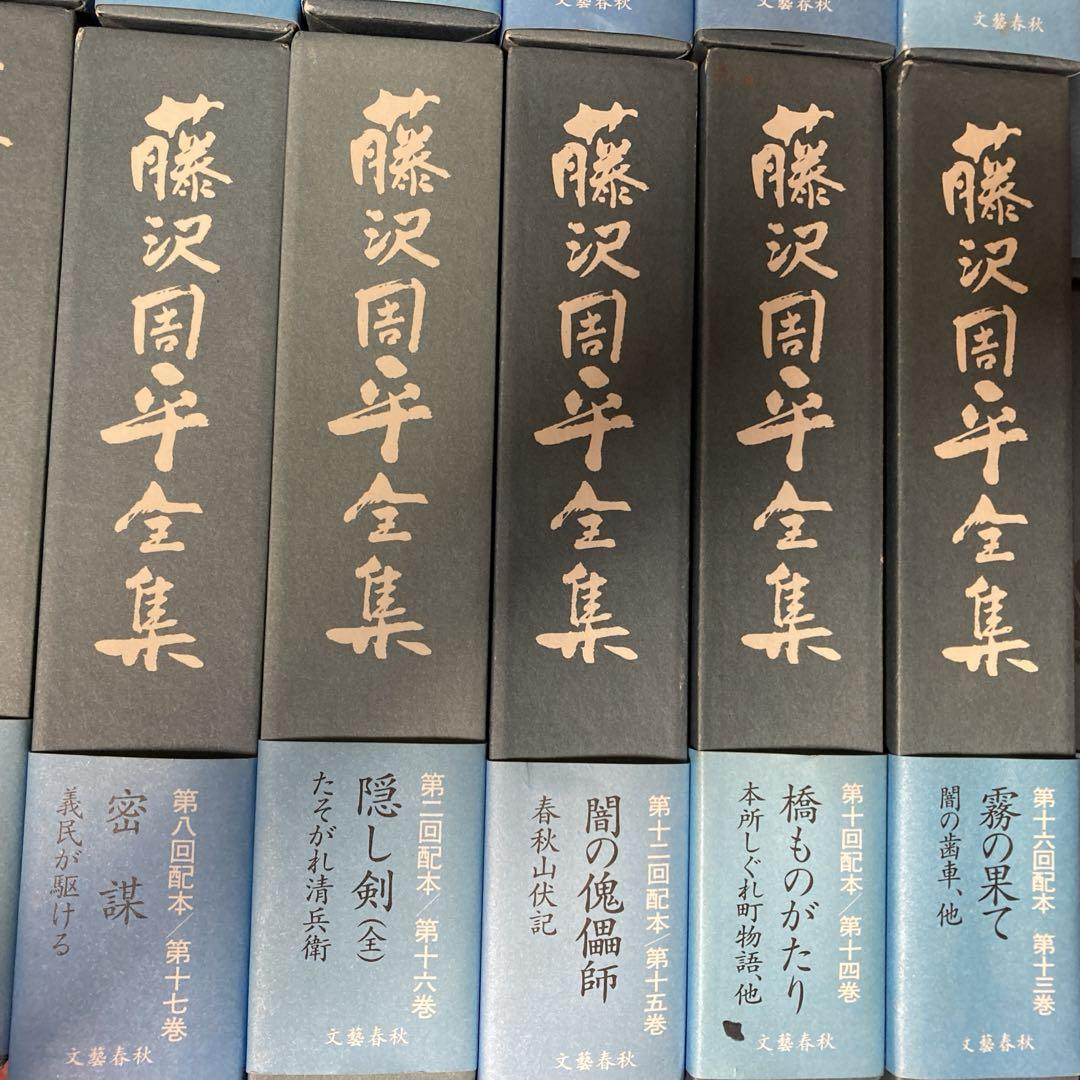 文藝春秋
文藝春秋
文藝春秋
藤沢周平全集
第八回配本/第十七巻
密謀
義民が駆ける
文藝春秋
藤沢周平全集
第二回配本/第十六巻
隠し剣(全)
たそがれ清兵衛
文藝春秋
藤沢周平全集
第十二回配本/第十五巻
闇の傀儡師
春秋山伏記
文藝春秋
藤沢周平全集
第十回配本/第十四巻
橋ものがたり
本所しぐれ町物語、他
文藝春秋
藤沢周平全集
第十六回配本 第十三巻
霧の果て
闇の歯車、他
文藝春秋